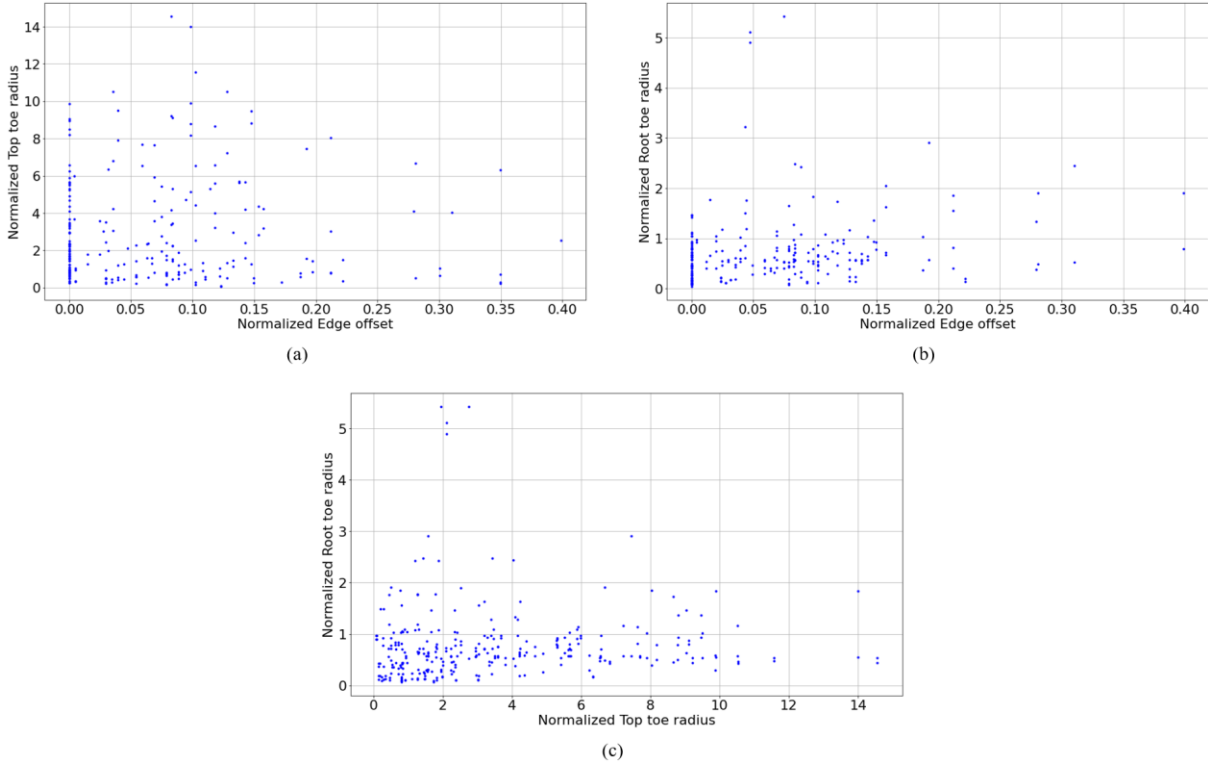 Normalized Top toe radius
14
12
10
8
6
4
2
0
0.00 0.05 0.10 0.15 0.20 0.25 0.30 0.35 0.40
Normalized Edge offset
(a)
Normalized Root toe radius
5
4
3
2
1
0
0.00 0.05 0.10 0.15 0.20 0.25 0.30 0.35 0.40
Normalized Edge offset
(b)
Normalized Root toe radius
5
4
3
2
1
0
0 2 4 6 8 10 12 14
Normalized Top toe radius
(c)